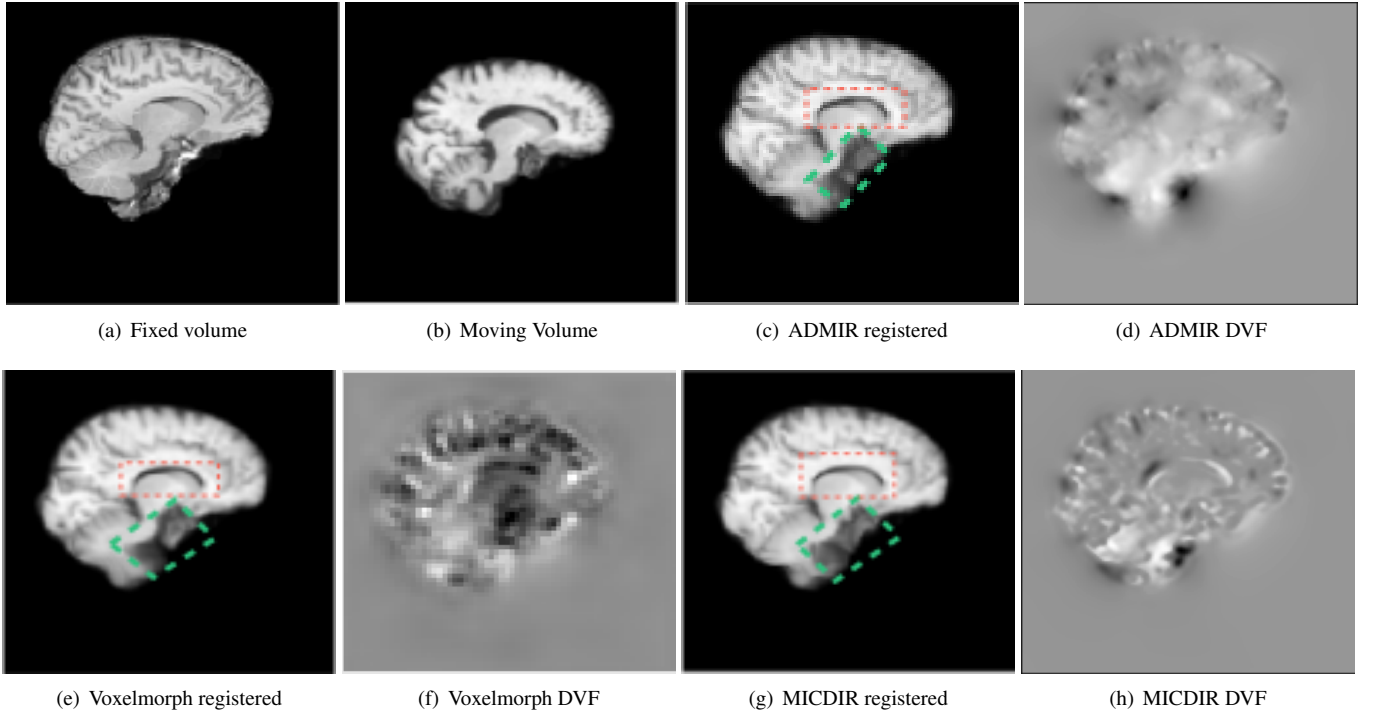 (a) Fixed volume
(b) Moving Volume
(c) ADMIR registered
(d) ADMIR DVF
(e) Voxelmorph registered
(f) Voxelmorph DVF
(g) MICDIR registered
(h) MICDIR DVF